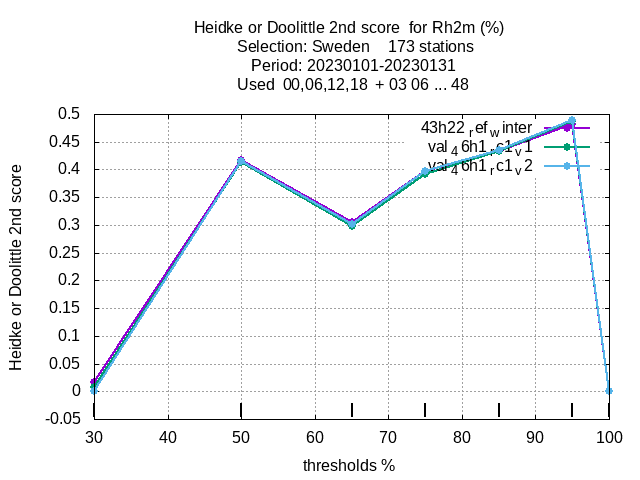 Heidke or Doolittle 2nd score for Rh2m (%)
Selection: Sweden 173 stations
Period: 20230101-20230131
Used 00,06,12,18 + 03 06 ... 48
0.5
0.45
0.4
0.35
0.3
0.25
0.2
0.15
0.1
0.05
0
-0.05
Heidke or Doolittle 2nd score
43h22refwinter
val46h1rc1v1
val46h1rc1v2
30 40 50 60 70 80 90 100
thresholds %